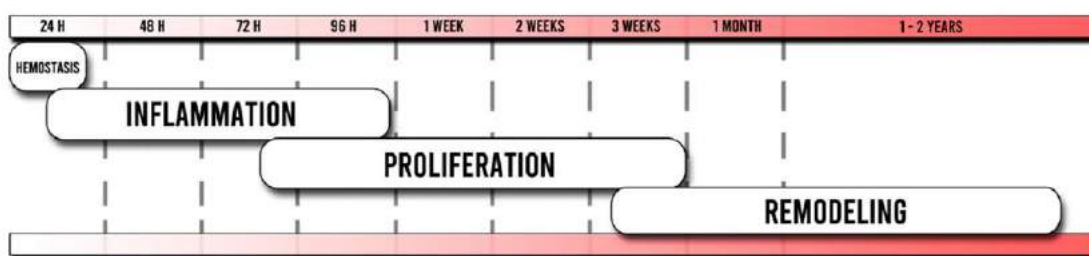 24 H 48 H 72 H 96 H 1 WEEK 2 WEEKS 3 WEEKS 1 MONTH 1 - 2 YEARS
HEMOSTASIS
INFLAMMATION
PROLIFERATION
REMODELING